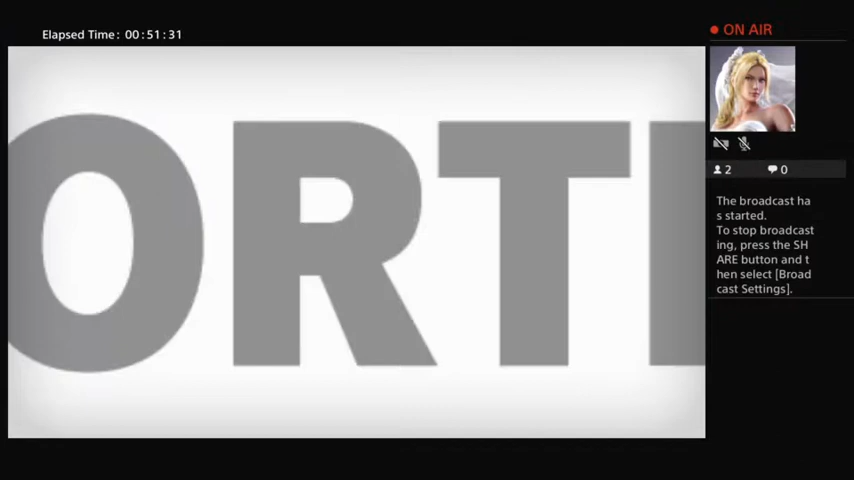 Elapsed Time: 00:51:31
ON AIR
ORT
2 0
The broadcast ha
s started.
To stop broadcast
ing, press the SH
ARE button and t
hen select [Broad
cast Settings].